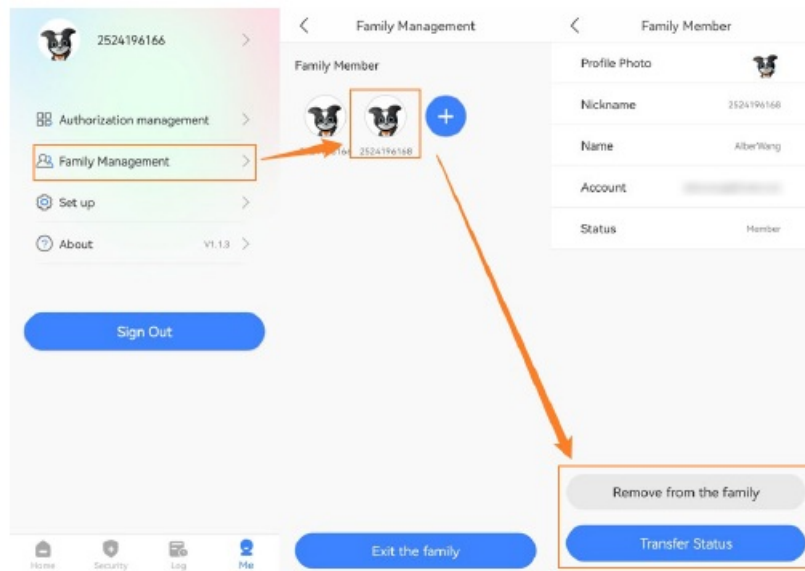 2524196166
Authorization management
Family Management
Set up
About V1.1.3
Sign Out
Home Security Log Me
Family Management
Family Member
2524196168
Exit the family
Family Member
Profile Photo
Nickname 2524196168
Name AlberWang
Account
Status Member
Remove from the family
Transfer Status